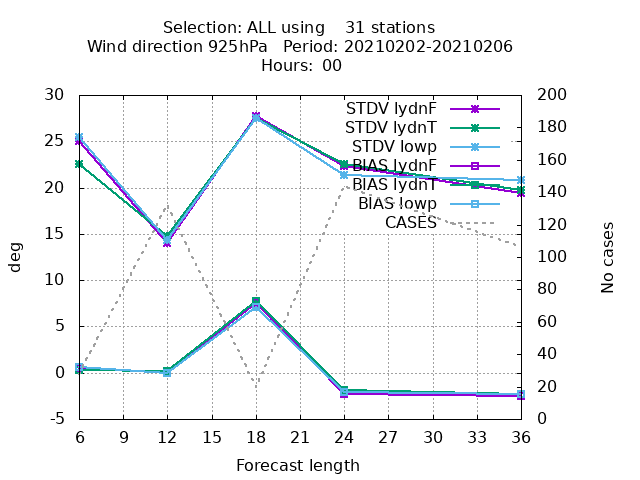 Selection: ALL using    31 stations
Wind direction 925hPa   Period: 20210202-20210206
Hours: 00
30 200
STDV lydnF
180
STDV lydnT
25
STDV lowp
160
BIAS lydnF
20
BIAS lydnT
140
BIAS lowp
15
120
CASES
deg
No cases
10
100
80
5
60
0
40
20
-5 0
6 9 12 15 18 21 24 27 30 33 36
Forecast length